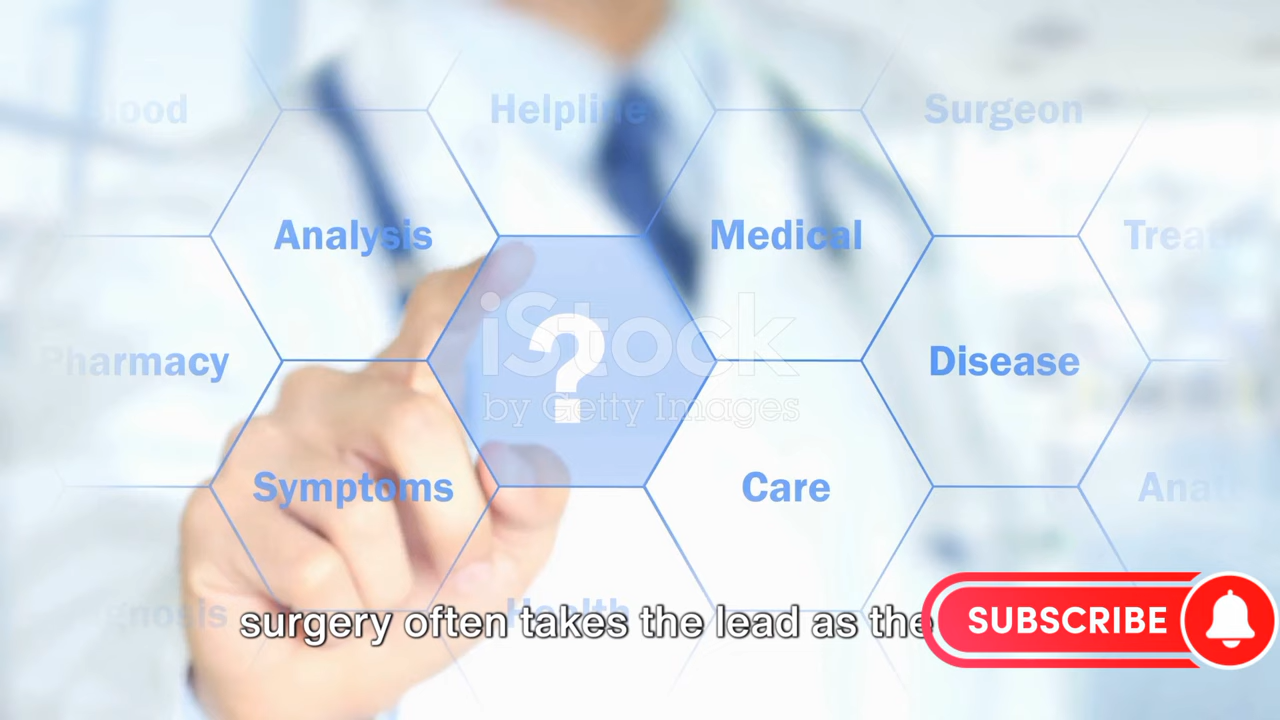 Helpline
Surgeon
Analysis
Medical
?
iStock
by Getty Images
Pharmacy
Disease
Symptoms
Care
Health
surgery often takes the lead as the
SUBSCRIBE